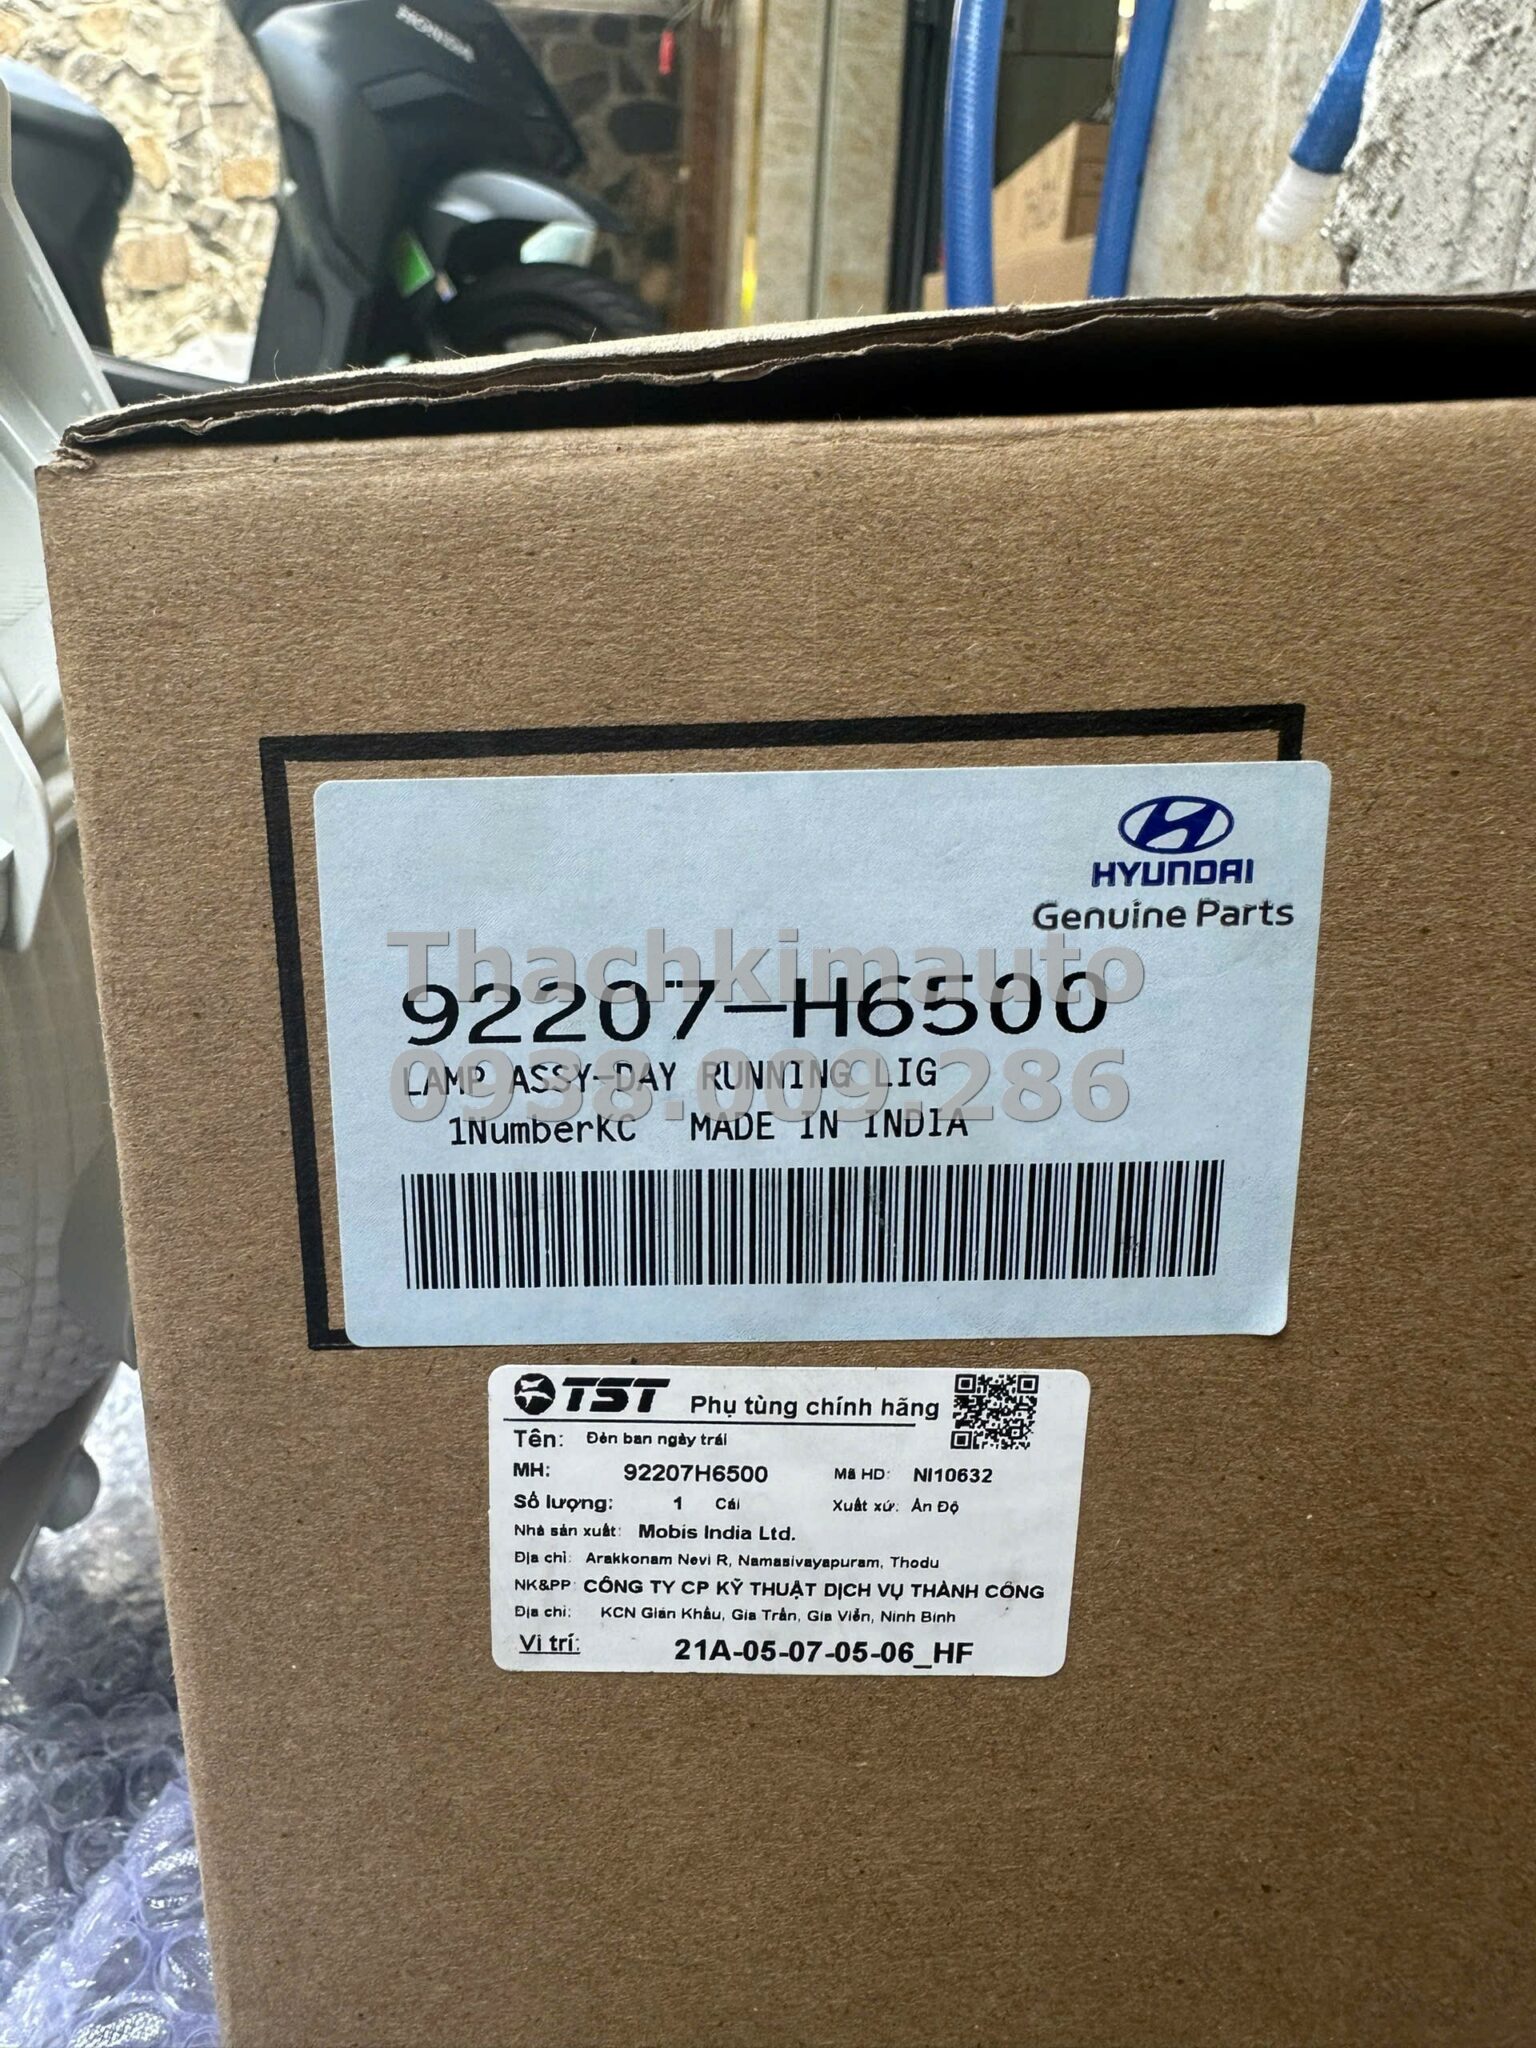 HONDA
HYUNDAI
Genuine Parts
Thachkimauto
92207-H6500
0938.009.286
LAMP ASSY-DAY RUNNING LIG
1NumberKC MADE IN INDIA
TST Phụ tùng chính hãng
Tên: Đèn ban ngày trái
MH: 92207H6500 Mã HD: NI10632
Số lượng: 1 Cái Xuất xứ: Ấn Độ
Nhà sản xuất: Mobis India Ltd.
Địa chỉ: Arakkonam Nevi R, Namasivayapuram, Thodu
NK&PP: CÔNG TY CP KỸ THUẬT DỊCH VỤ THÀNH CÔNG
Địa chỉ: KCN Gián Khẩu, Gia Trấn, Gia Viễn, Ninh Bình
Vị trí: 21A-05-07-05-06_HF